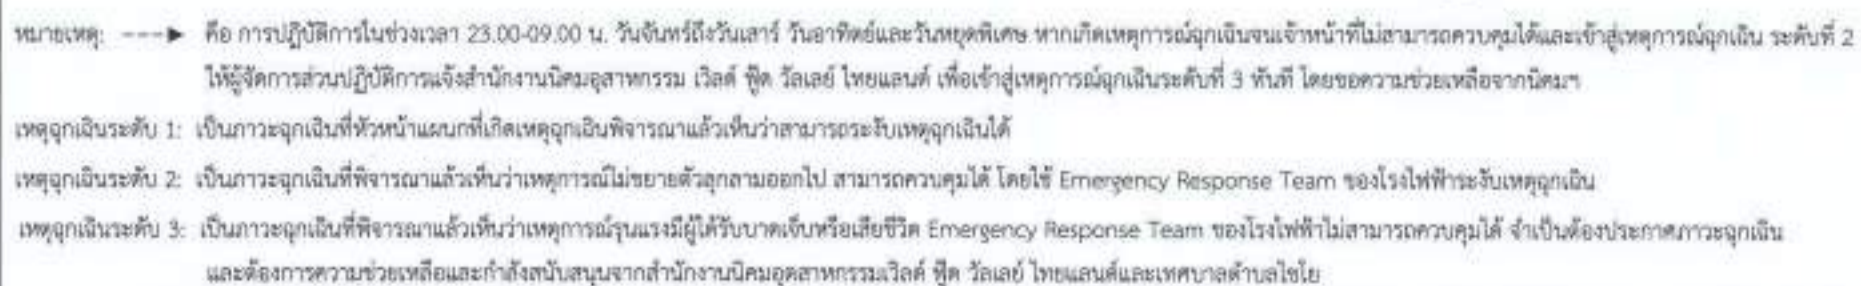 หมายเหตุ: ---► คือ การปฏิบัติการในช่วงเวลา 23.00-09.00 น. วันจันทร์ถึงวันเสาร์ วันอาทิตย์และวันหยุดพิเศษ หากเกิดเหตุการณ์ฉุกเฉินจนเจ้าหน้าที่ไม่สามารถควบคุมได้และเข้าสู่เหตุการณ์ฉุกเฉิน ระดับที่ 2
ให้ผู้จัดการส่วนปฏิบัติการแจ้งสำนักงานนิคมอุสาหกรรม เวิลด์ ฟู๊ด วัลเลย์ ไทยแลนด์ เพื่อเข้าสู่เหตุการณ์ฉุกเฉินระดับที่ 3 ทันที โดยขอความช่วยเหลือจากนิคมฯ
เหตุฉุกเฉินระดับ 1: เป็นภาวะฉุกเฉินที่หัวหน้าแผนกที่เกิดเหตุฉุกเฉินพิจารณาแล้วเห็นว่าสามารถระงับเหตุฉุกเฉินได้
เหตุฉุกเฉินระดับ 2: เป็นภาวะฉุกเฉินที่พิจารณาแล้วเห็นว่าเหตุการณ์ไม่ขยายตัวลุกลามออกไป สามารถควบคุมได้ โดยใช้ Emergency Response Team ของโรงไฟฟ้าระงับเหตุฉุกเฉิน
เหตุฉุกเฉินระดับ 3: เป็นภาวะฉุกเฉินที่พิจารณาแล้วเห็นว่าเหตุการณ์รุนแรงมีผู้ได้รับบาดเจ็บหรือเสียชีวิต Emergency Response Team ของโรงไฟฟ้าไม่สามารถควบคุมได้ จำเป็นต้องประกาศภาวะฉุกเฉิน
และต้องการความช่วยเหลือและกำลังสนับสนุนจากสำนักงานนิคมอุตสาหกรรมเวิลด์ ฟู๊ด วัลเลย์ ไทยแลนด์และเทศบาลตำบลไชโย